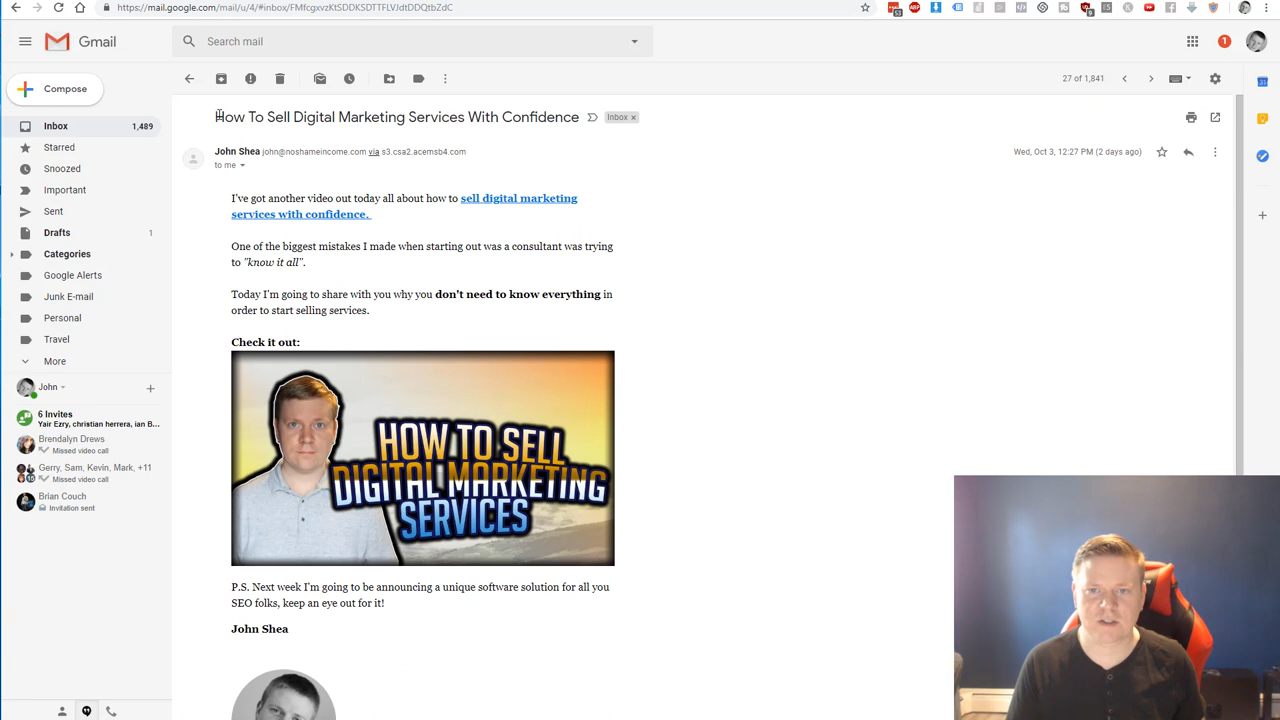 https://mail.google.com/mail/u/4/#inbox/FMfcgxvzKtSDDKSDTTFLVJdtDDQtbZdC
Gmail
Search mail
1
Compose
27 of 1,841
Inbox 1,489
Starred
Snoozed
Important
Sent
Drafts 1
Categories
Google Alerts
Junk E-mail
Personal
Travel
More
John
6 Invites
Yair Ezry, christian herrera, ian B...
Brendalyn Drews
Missed video call
Gerry, Sam, Kevin, Mark, +11
Missed video call
Brian Couch
Invitation sent
How To Sell Digital Marketing Services With Confidence
Inbox x
John Shea john@noshameincome.com via s3.csa2.acemsb4.com
Wed, Oct 3, 12:27 PM (2 days ago)
to me
I've got another video out today all about how to sell digital marketing
services with confidence.
One of the biggest mistakes I made when starting out was a consultant was trying
to "know it all".
Today I'm going to share with you why you don't need to know everything in
order to start selling services.
Check it out:
HOW TO SELL
DIGITAL MARKETING
SERVICES
P.S. Next week I'm going to be announcing a unique software solution for all you
SEO folks, keep an eye out for it!
John Shea